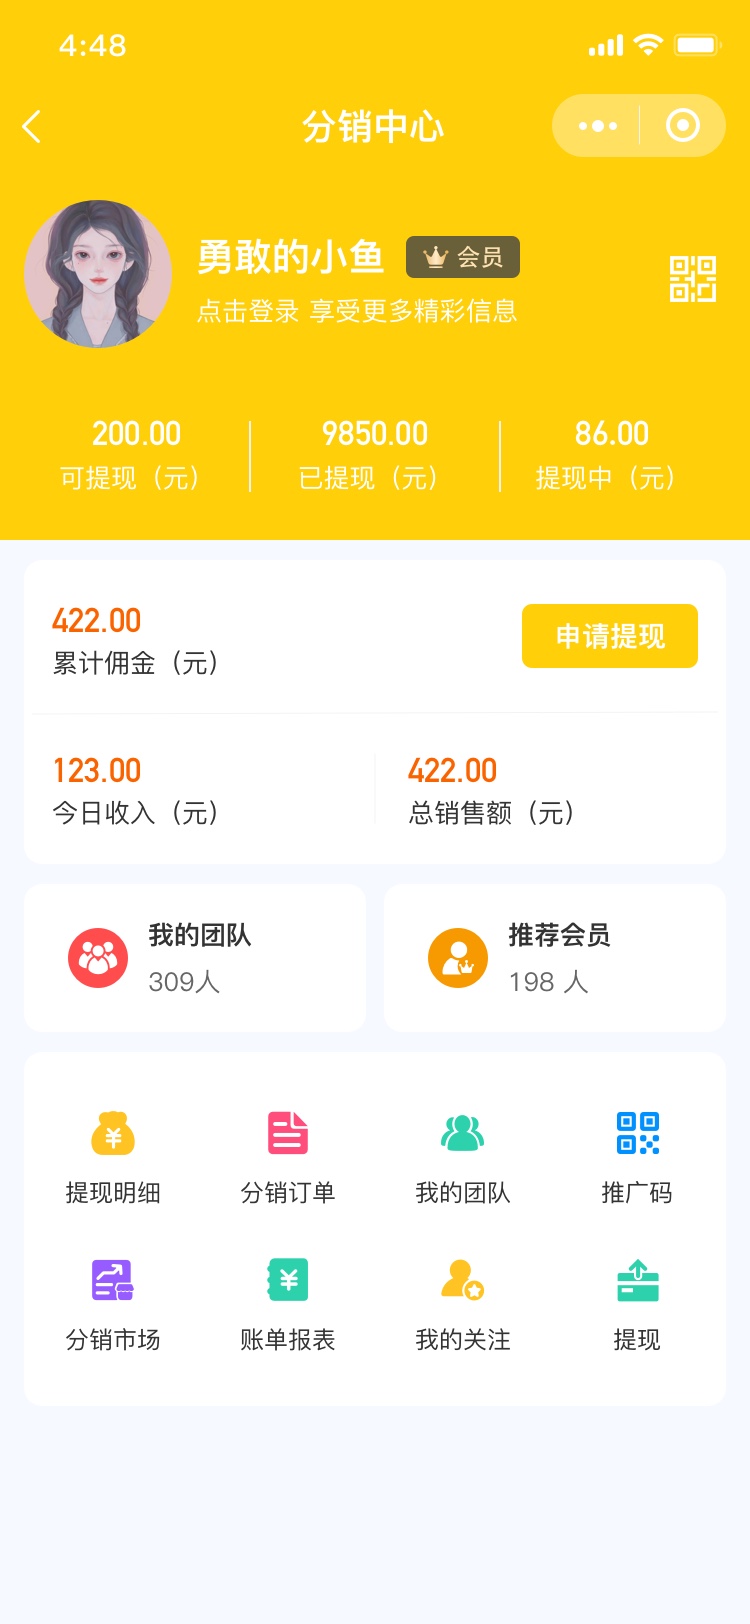 4:48
分销中心
勇敢的小鱼 会员
点击登录 享受更多精彩信息
200.00 9850.00 86.00
可提现（元） 已提现（元） 提现中（元）
422.00
累计佣金（元）
申请提现
123.00 422.00
今日收入（元） 总销售额（元）
我的团队 推荐会员
309人 198 人
提现明细 分销订单 我的团队 推广码
分销市场 账单报表 我的关注 提现